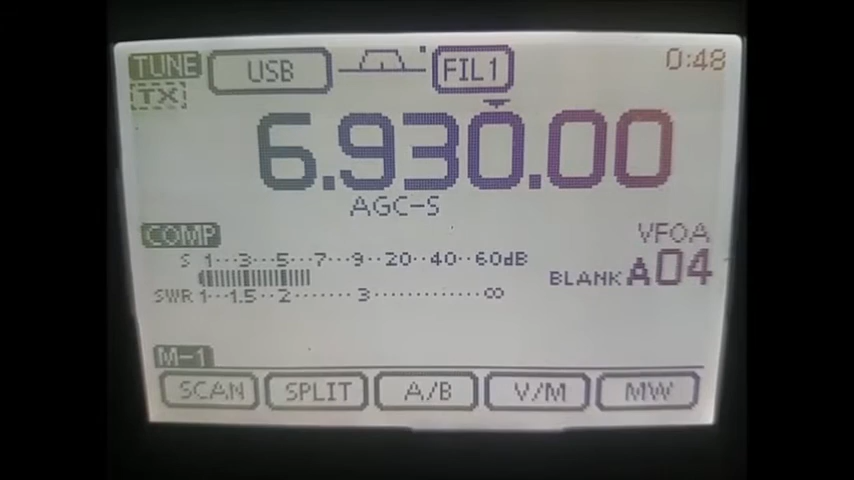 TUNE USB FIL1 0:48
TX
6.930.00
AGC-S
COMP VFOA
S 1···3···5···7···9··20··40··60dB
BLANK A04
SWR 1···1.5··2·······3·············∞
M-1
SCAN SPLIT A/B V/M MW